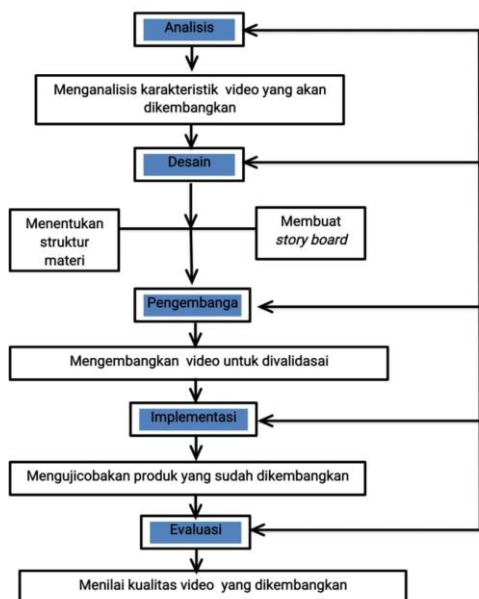 Analisis
Menganalisis karakteristik video yang akan
dikembangkan
Desain
Menentukan
struktur
materi
Membuat
story board
Pengembanga
Mengembangkan video untuk divalidasai
Implementasi
Mengujicobakan produk yang sudah dikembangkan
Evaluasi
Menilai kualitas video yang dikembangkan